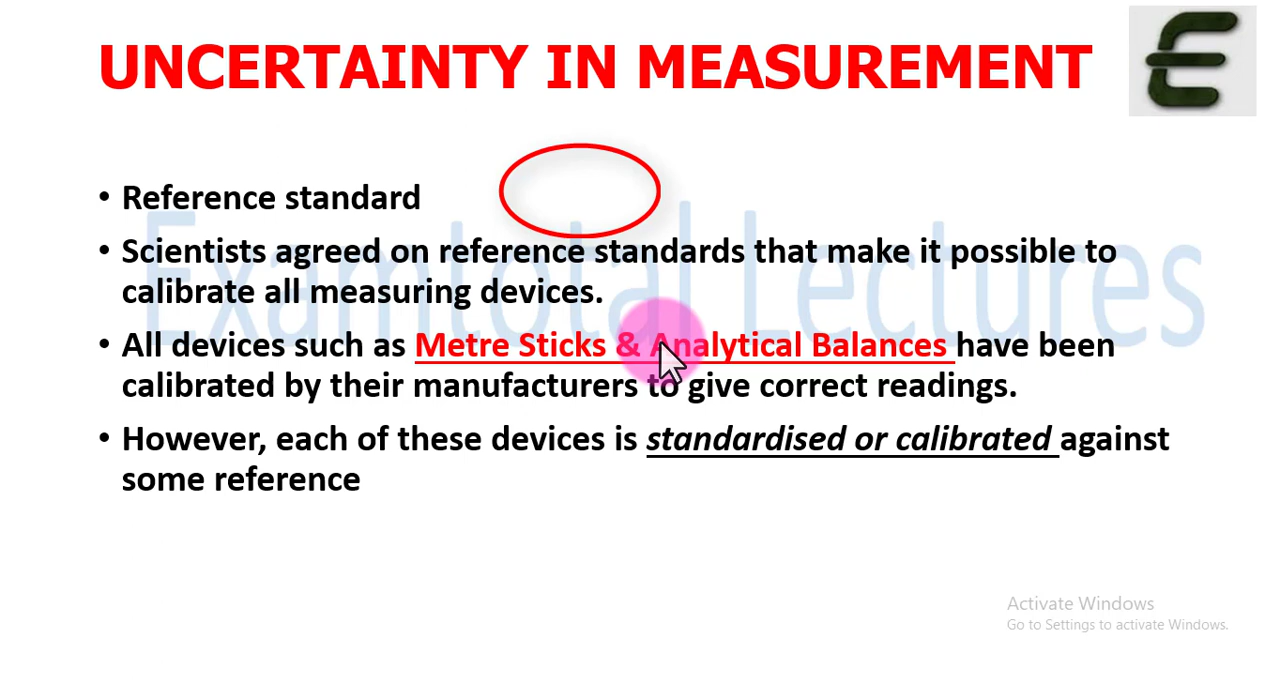 UNCERTAINTY IN MEASUREMENT
• Reference standard
• Scientists agreed on reference standards that make it possible to
calibrate all measuring devices.
• All devices such as Metre Sticks & Analytical Balances have been
calibrated by their manufacturers to give correct readings.
• However, each of these devices is standardised or calibrated against
some reference
Examtotal Lectures
Activate Windows
Go to Settings to activate Windows.